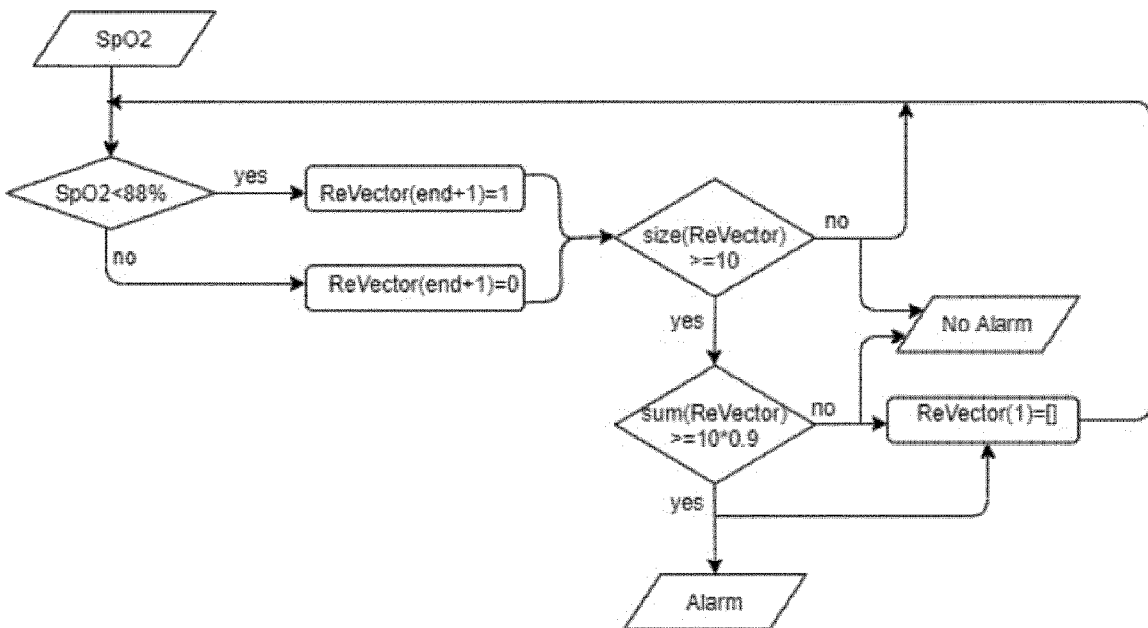 SpO2
SpO2<88%
yes
ReVector(end+1)=1
no
ReVector(end+1)=0
size(ReVector)
>=10
no
yes
No Alarm
sum(ReVector)
>=10*0.9
no
ReVector(1)=[]
yes
Alarm